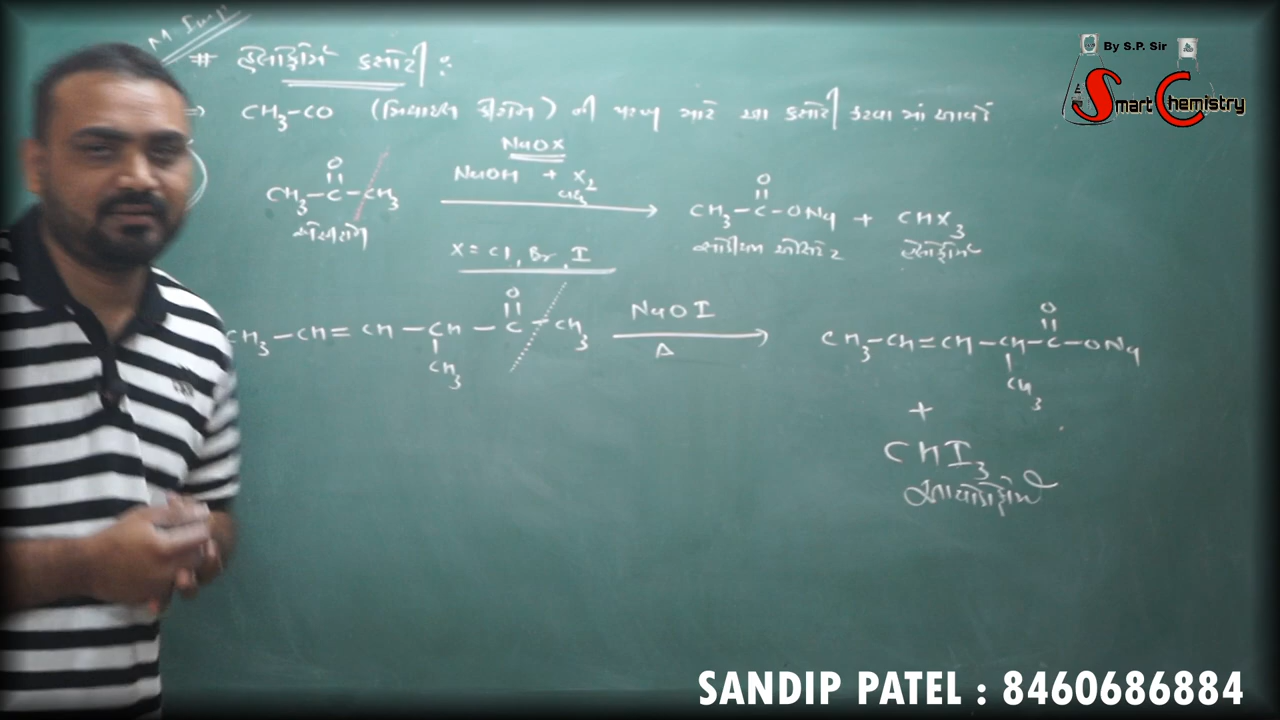 M. Imp
# હેલોફોર્મ કસોટી :
⇒ CH3-CO (મિથાઇલ કીટોન) ની પરખ માટે આ કસોટી કરવામાં આવે
NaOX
O
CH3-C-CH3
NaOH + X2
O
CH3-C-ONa + CHX3
એસીટોન
સોડીયમ એસીટેટ
હેલોફોર્મ
X = Cl, Br, I
O
CH3-CH=CH-CH-C-CH3
CH3
NaOI
Δ
O
CH3-CH=CH-CH-C-ONa
CH3
+
CHI3
આયોડોફોર્મ
By S.P. Sir
Smart Chemistry
SANDIP PATEL : 8460686884